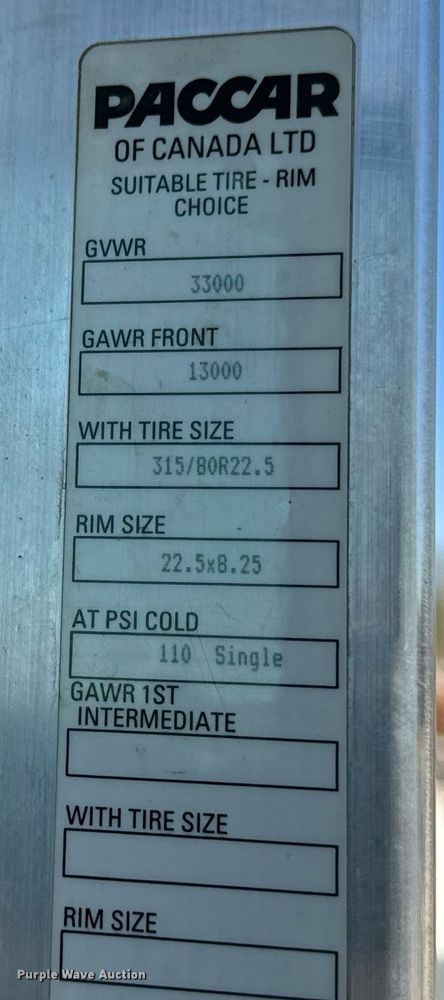 PACCAR
OF CANADA LTD
SUITABLE TIRE - RIM
CHOICE
GVWR
33000
GAWR FRONT
13000
WITH TIRE SIZE
315/80R22.5
RIM SIZE
22.5x8.25
AT PSI COLD
110 Single
GAWR 1ST
INTERMEDIATE
WITH TIRE SIZE
RIM SIZE
Purple Wave Auction